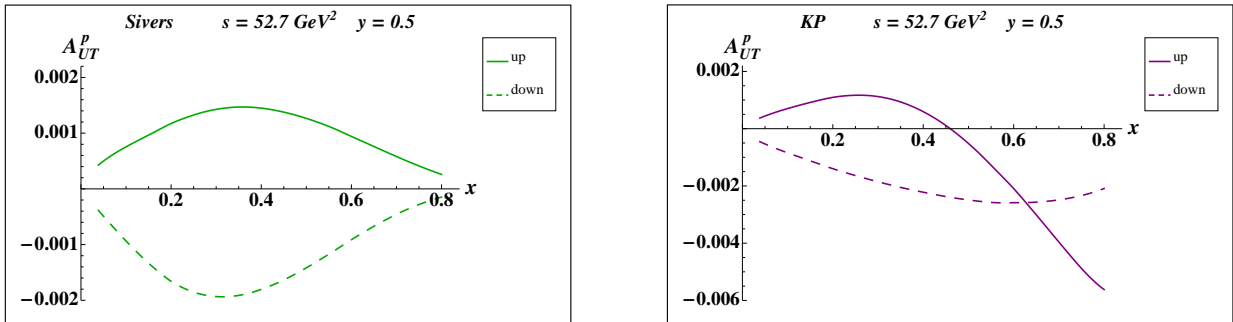 Sivers s = 52.7 GeV² y = 0.5
A^p_UT
up
down
0.002
0.001
0.2 0.4 0.6 0.8 x
−0.001
−0.002
KP s = 52.7 GeV² y = 0.5
A^p_UT
up
down
0.002
0.2 0.4 0.6 0.8 x
−0.002
−0.004
−0.006